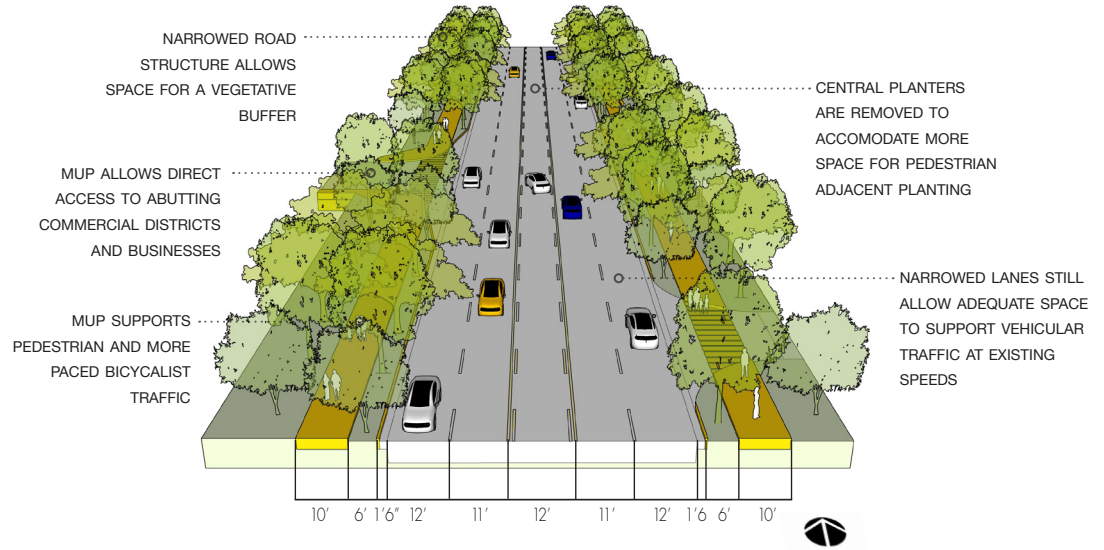 NARROWED ROAD
STRUCTURE ALLOWS
SPACE FOR A VEGETATIVE
BUFFER
MUP ALLOWS DIRECT
ACCESS TO ABUTTING
COMMERCIAL DISTRICTS
AND BUSINESSES
MUP SUPPORTS
PEDESTRIAN AND MORE
PACED BICYCALIST
TRAFFIC
CENTRAL PLANTERS
ARE REMOVED TO
ACCOMODATE MORE
SPACE FOR PEDESTRIAN
ADJACENT PLANTING
NARROWED LANES STILL
ALLOW ADEQUATE SPACE
TO SUPPORT VEHICULAR
TRAFFIC AT EXISTING
SPEEDS
10' 6' 1'6" 12' 11' 12' 11' 12' 1'6 6' 10'